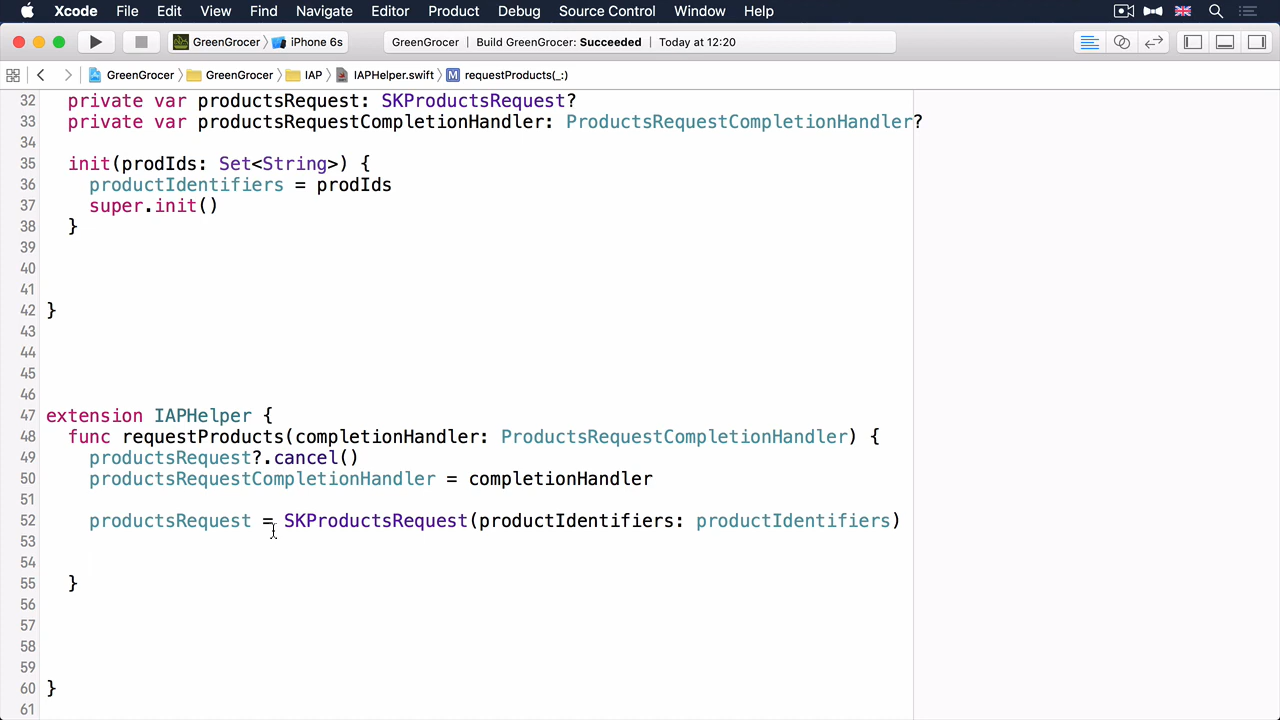 Xcode File Edit View Find Navigate Editor Product Debug Source Control Window Help
GreenGrocer iPhone 6s GreenGrocer | Build GreenGrocer: Succeeded | Today at 12:20
GreenGrocer GreenGrocer IAP IAPHelper.swift M requestProducts(_:)
32 private var productsRequest: SKProductsRequest?
33 private var productsRequestCompletionHandler: ProductsRequestCompletionHandler?
34
35 init(prodIds: Set<String>) {
36 productIdentifiers = prodIds
37 super.init()
38 }
39
40
41
42 }
43
44
45
46
47 extension IAPHelper {
48 func requestProducts(completionHandler: ProductsRequestCompletionHandler) {
49 productsRequest?.cancel()
50 productsRequestCompletionHandler = completionHandler
51
52 productsRequest = SKProductsRequest(productIdentifiers: productIdentifiers)
53
54
55 }
56
57
58
59
60 }
61